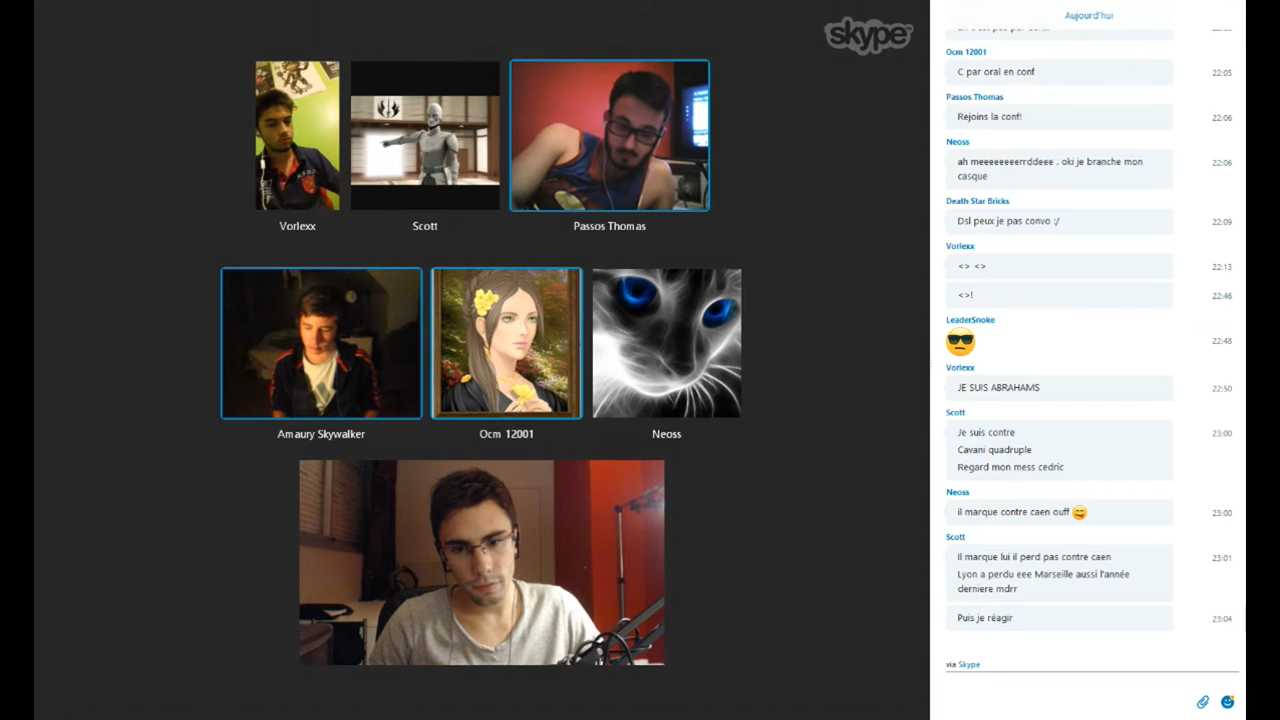 skype™
Vorlexx
Scott
Passos Thomas
Amaury Skywalker
Ocm 12001
Neoss
Aujourd'hui
Ocm 12001
C par oral en conf
22:05
Passos Thomas
Rejoins la conf!
22:06
Neoss
ah meeeeeeerrddeee . oki je branche mon
casque
22:06
Death Star Bricks
Dsl peux je pas convo :/
22:09
Vorlexx
<> <>
22:13
<>!
22:46
LeaderSnoke
22:48
Vorlexx
JE SUIS ABRAHAMS
22:50
Scott
Je suis contre
23:00
Cavani quadruple
Regard mon mess cedric
Neoss
il marque contre caen ouff
23:00
Scott
Il marque lui il perd pas contre caen
23:01
Lyon a perdu eee Marseille aussi l'année
derniere mdrr
Puis je réagir
23:04
via Skype